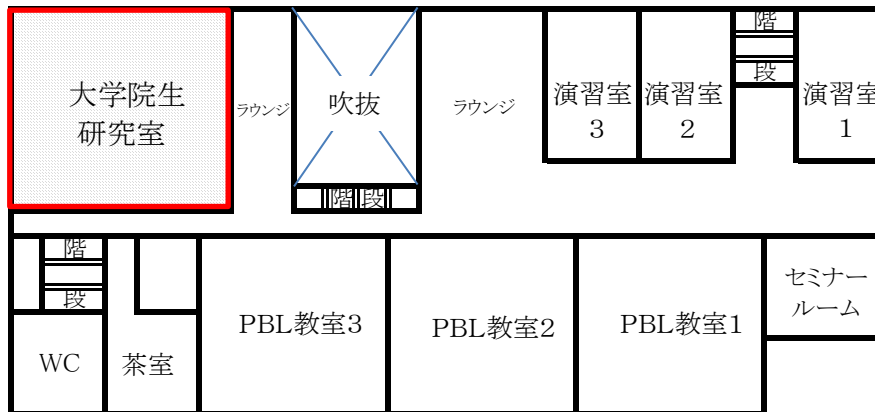 大学院生
研究室
ラウンジ
吹抜
階段
ラウンジ
演習室
3
演習室
2
階
段
演習室
1
階
段
WC
茶室
PBL教室3
PBL教室2
PBL教室1
セミナー
ルーム